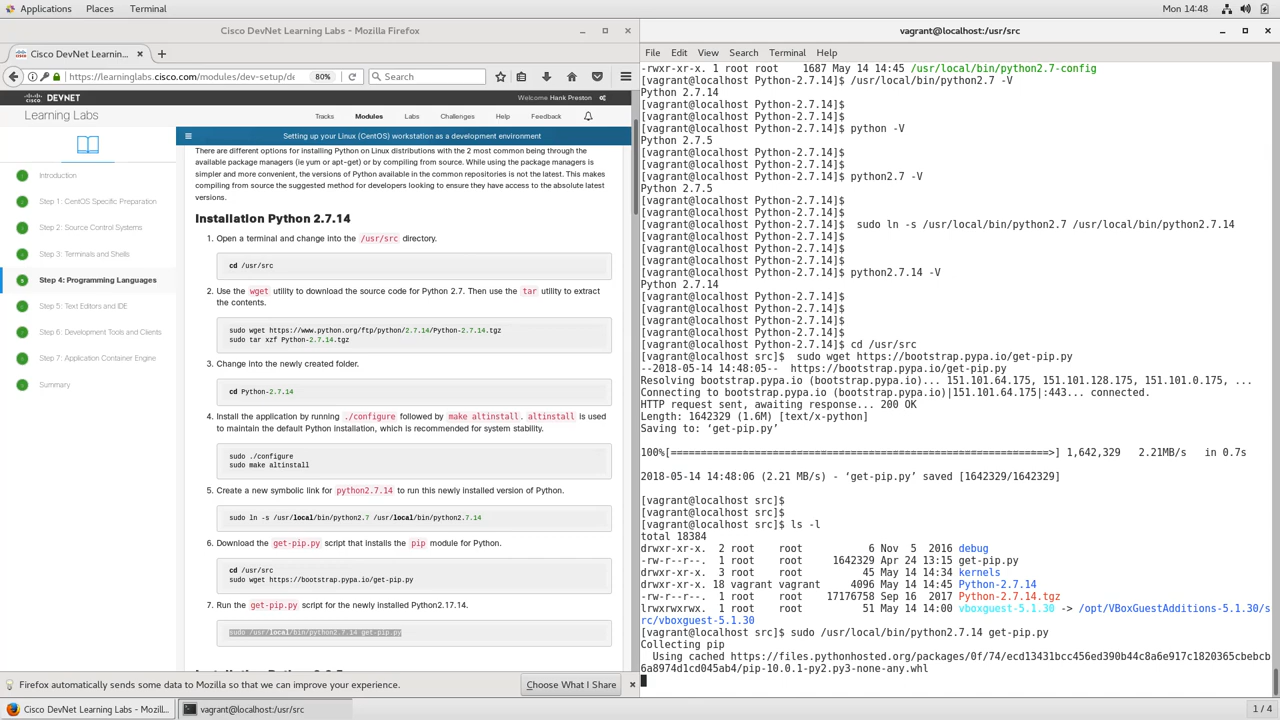 Applications Places Terminal Mon 14:48
Cisco DevNet Learning Labs - Mozilla Firefox
Cisco DevNet Learnin...
https://learninglabs.cisco.com/modules/dev-setup/de 80% Search
CISCO DEVNET Welcome Hank Preston
Learning Labs Tracks Modules Labs Challenges Help Feedback
Setting up your Linux (CentOS) workstation as a development environment
Introduction
Step 1: CentOS Specific Preparation
Step 2: Source Control Systems
Step 3: Terminals and Shells
Step 4: Programming Languages
Step 5: Text Editors and IDE
Step 6: Development Tools and Clients
Step 7: Application Container Engine
Summary
There are different options for installing Python on Linux distributions with the 2 most common being through the
available package managers (ie yum or apt-get) or by compiling from source. While using the package managers is
simpler and more convenient, the versions of Python available in the common repositories is not the latest. This makes
compiling from source the suggested method for developers looking to ensure they have access to the absolute latest
versions.
Installation Python 2.7.14
1. Open a terminal and change into the /usr/src directory.
cd /usr/src
2. Use the wget utility to download the source code for Python 2.7. Then use the tar utility to extract
the contents.
sudo wget https://www.python.org/ftp/python/2.7.14/Python-2.7.14.tgz
sudo tar xzf Python-2.7.14.tgz
3. Change into the newly created folder.
cd Python-2.7.14
4. Install the application by running ./configure followed by make altinstall. altinstall is used
to maintain the default Python installation, which is recommended for system stability.
sudo ./configure
sudo make altinstall
5. Create a new symbolic link for python2.7.14 to run this newly installed version of Python.
sudo ln -s /usr/local/bin/python2.7 /usr/local/bin/python2.7.14
6. Download the get-pip.py script that installs the pip module for Python.
cd /usr/src
sudo wget https://bootstrap.pypa.io/get-pip.py
7. Run the get-pip.py script for the newly installed Python2.17.14.
sudo /usr/local/bin/python2.7.14 get-pip.py
Firefox automatically sends some data to Mozilla so that we can improve your experience. Choose What I Share
vagrant@localhost:/usr/src
File Edit View Search Terminal Help
-rwxr-xr-x. 1 root root 1687 May 14 14:45 /usr/local/bin/python2.7-config
[vagrant@localhost Python-2.7.14]$ /usr/local/bin/python2.7 -V
Python 2.7.14
[vagrant@localhost Python-2.7.14]$
[vagrant@localhost Python-2.7.14]$
[vagrant@localhost Python-2.7.14]$ python -V
Python 2.7.5
[vagrant@localhost Python-2.7.14]$
[vagrant@localhost Python-2.7.14]$
[vagrant@localhost Python-2.7.14]$ python2.7 -V
Python 2.7.5
[vagrant@localhost Python-2.7.14]$
[vagrant@localhost Python-2.7.14]$
[vagrant@localhost Python-2.7.14]$ sudo ln -s /usr/local/bin/python2.7 /usr/local/bin/python2.7.14
[vagrant@localhost Python-2.7.14]$
[vagrant@localhost Python-2.7.14]$
[vagrant@localhost Python-2.7.14]$
[vagrant@localhost Python-2.7.14]$ python2.7.14 -V
Python 2.7.14
[vagrant@localhost Python-2.7.14]$
[vagrant@localhost Python-2.7.14]$
[vagrant@localhost Python-2.7.14]$
[vagrant@localhost Python-2.7.14]$
[vagrant@localhost Python-2.7.14]$ cd /usr/src
[vagrant@localhost src]$ sudo wget https://bootstrap.pypa.io/get-pip.py
--2018-05-14 14:48:05-- https://bootstrap.pypa.io/get-pip.py
Resolving bootstrap.pypa.io (bootstrap.pypa.io)... 151.101.64.175, 151.101.128.175, 151.101.0.175, ...
Connecting to bootstrap.pypa.io (bootstrap.pypa.io)|151.101.64.175|:443... connected.
HTTP request sent, awaiting response... 200 OK
Length: 1642329 (1.6M) [text/x-python]
Saving to: ‘get-pip.py’
100%[===============================================================>] 1,642,329 2.21MB/s in 0.7s
2018-05-14 14:48:06 (2.21 MB/s) - ‘get-pip.py’ saved [1642329/1642329]
[vagrant@localhost src]$
[vagrant@localhost src]$
[vagrant@localhost src]$ ls -l
total 18384
drwxr-xr-x. 2 root root 6 Nov 5 2016 debug
-rw-r--r--. 1 root root 1642329 Apr 24 13:15 get-pip.py
drwxr-xr-x. 3 root root 45 May 14 14:34 kernels
drwxr-xr-x. 18 vagrant vagrant 4096 May 14 14:45 Python-2.7.14
-rw-r--r--. 1 root root 17176758 Sep 16 2017 Python-2.7.14.tgz
lrwxrwxrwx. 1 root root 51 May 14 14:00 vboxguest-5.1.30 -> /opt/VBoxGuestAdditions-5.1.30/s
rc/vboxguest-5.1.30
[vagrant@localhost src]$ sudo /usr/local/bin/python2.7.14 get-pip.py
Collecting pip
Using cached https://files.pythonhosted.org/packages/0f/74/ecd13431bcc456ed390b44c8a6e917c1820365cbebcb
6a8974d1cd045ab4/pip-10.0.1-py2.py3-none-any.whl
Cisco DevNet Learning Labs - Mozill... vagrant@localhost:/usr/src 1 / 4